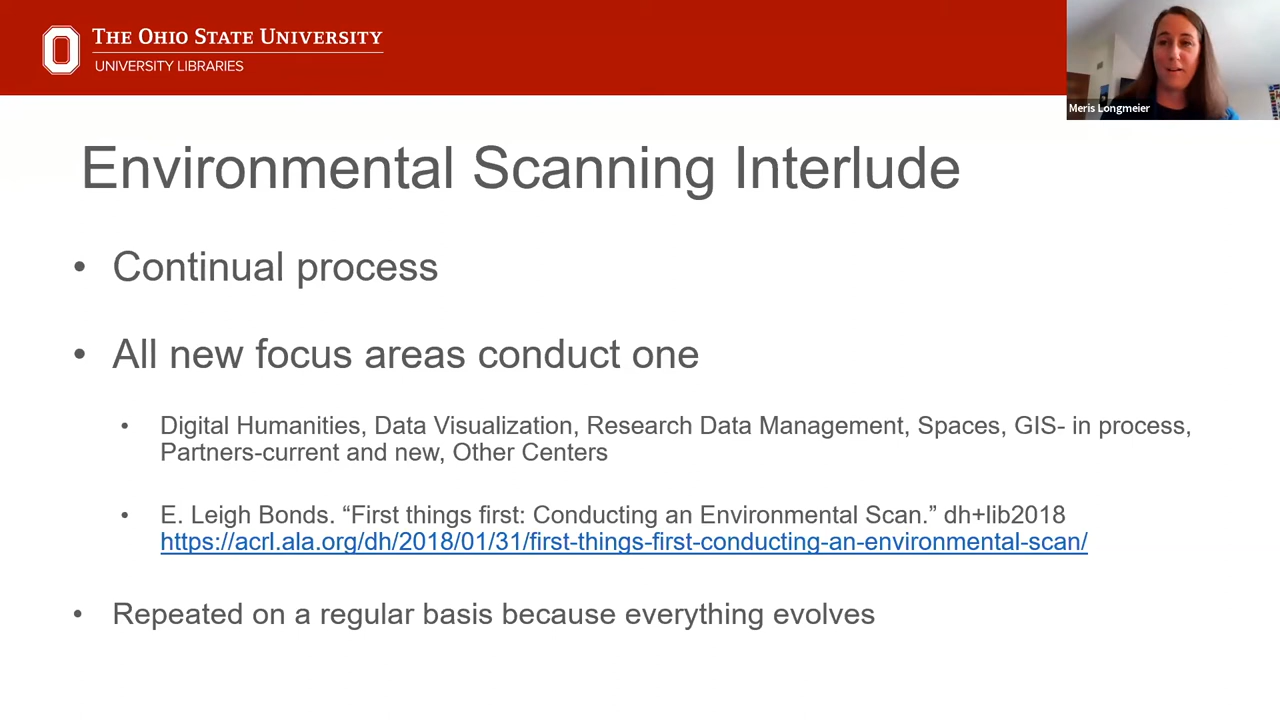 THE OHIO STATE UNIVERSITY
UNIVERSITY LIBRARIES
Meris Longmeier
Environmental Scanning Interlude
• Continual process
• All new focus areas conduct one
• Digital Humanities, Data Visualization, Research Data Management, Spaces, GIS- in process,
Partners-current and new, Other Centers
• E. Leigh Bonds. “First things first: Conducting an Environmental Scan.” dh+lib2018
https://acrl.ala.org/dh/2018/01/31/first-things-first-conducting-an-environmental-scan/
• Repeated on a regular basis because everything evolves